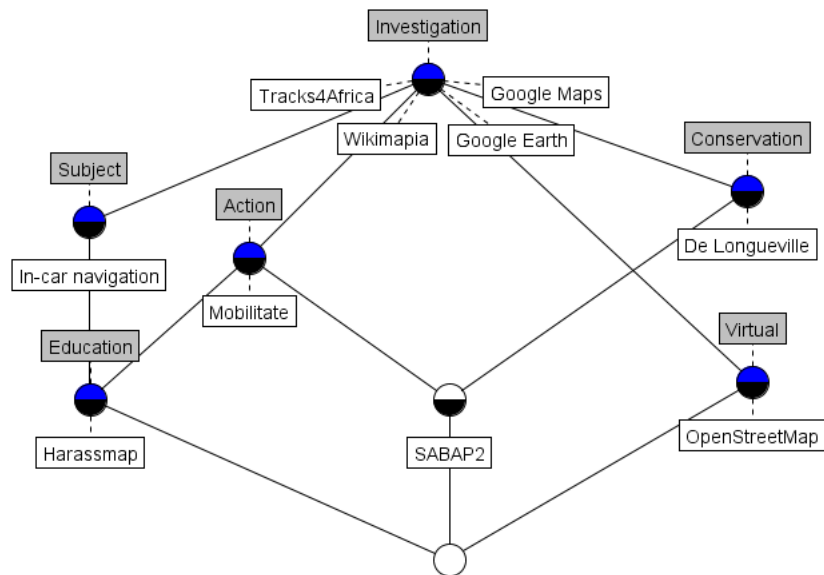 Investigation
Tracks4Africa
Google Maps
Wikimapia
Google Earth
Conservation
Subject
Action
De Longueville
In-car navigation
Mobilitate
Education
Virtual
Harassmap
SABAP2
OpenStreetMap